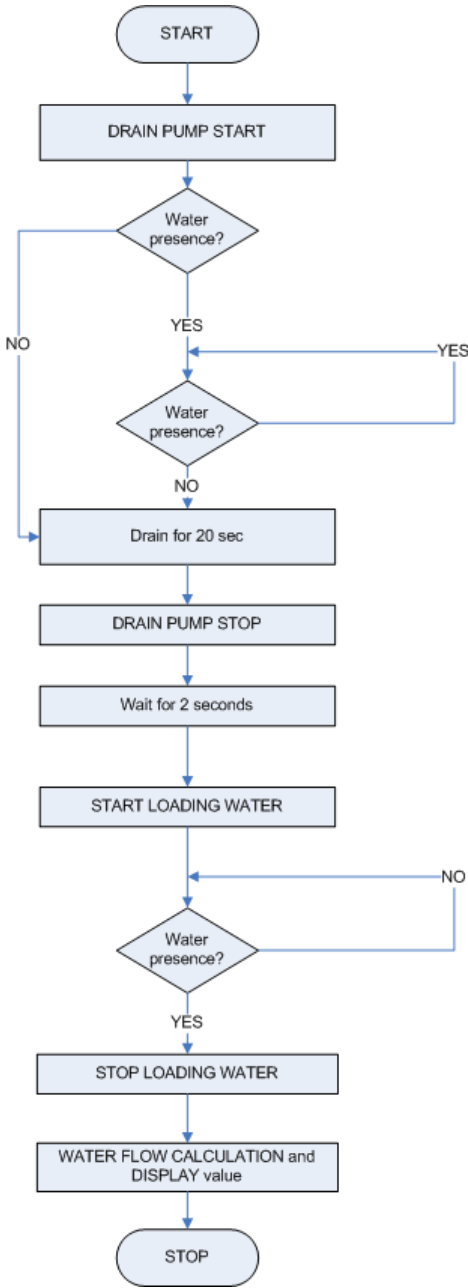 START
DRAIN PUMP START
Water
presence?
NO
YES
YES
Water
presence?
NO
Drain for 20 sec
DRAIN PUMP STOP
Wait for 2 seconds
START LOADING WATER
NO
Water
presence?
YES
STOP LOADING WATER
WATER FLOW CALCULATION and
DISPLAY value
STOP